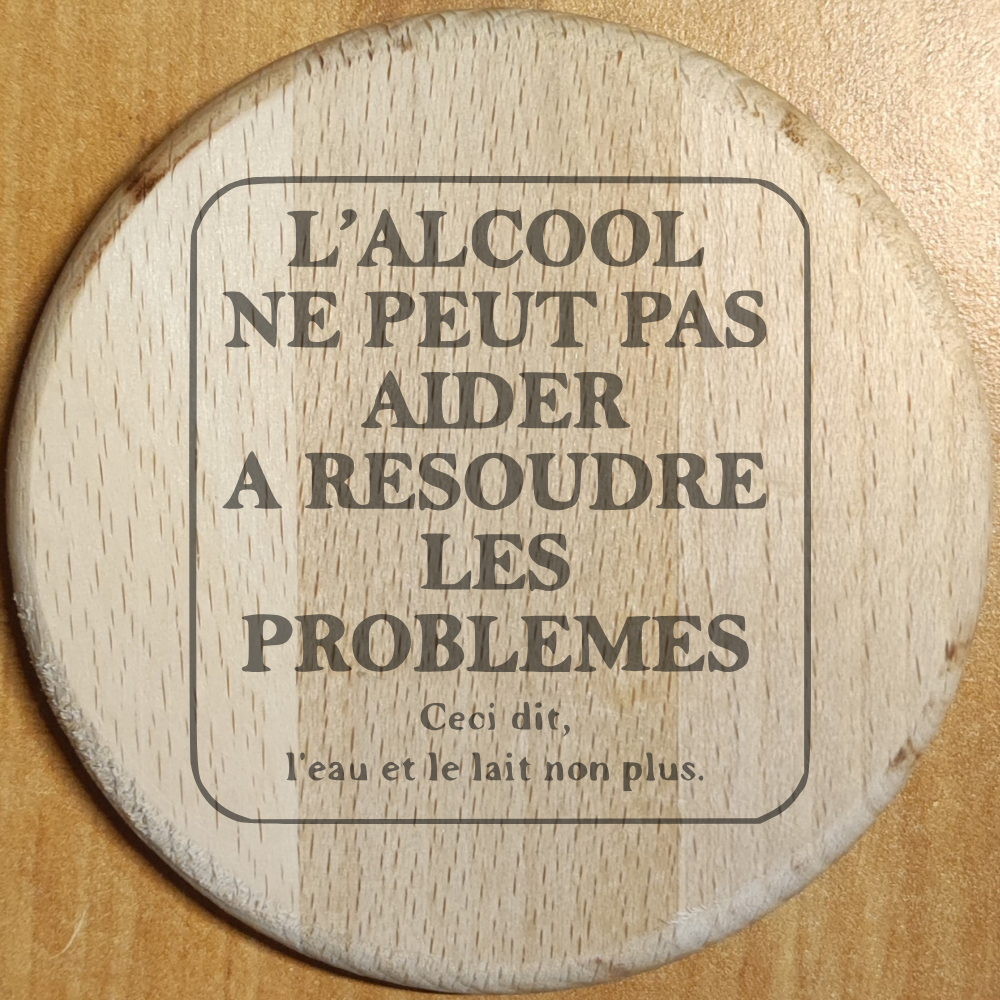 L’ALCOOL
NE PEUT PAS
AIDER
A RESOUDRE
LES
PROBLEMES
Ceci dit,
l'eau et le lait non plus.